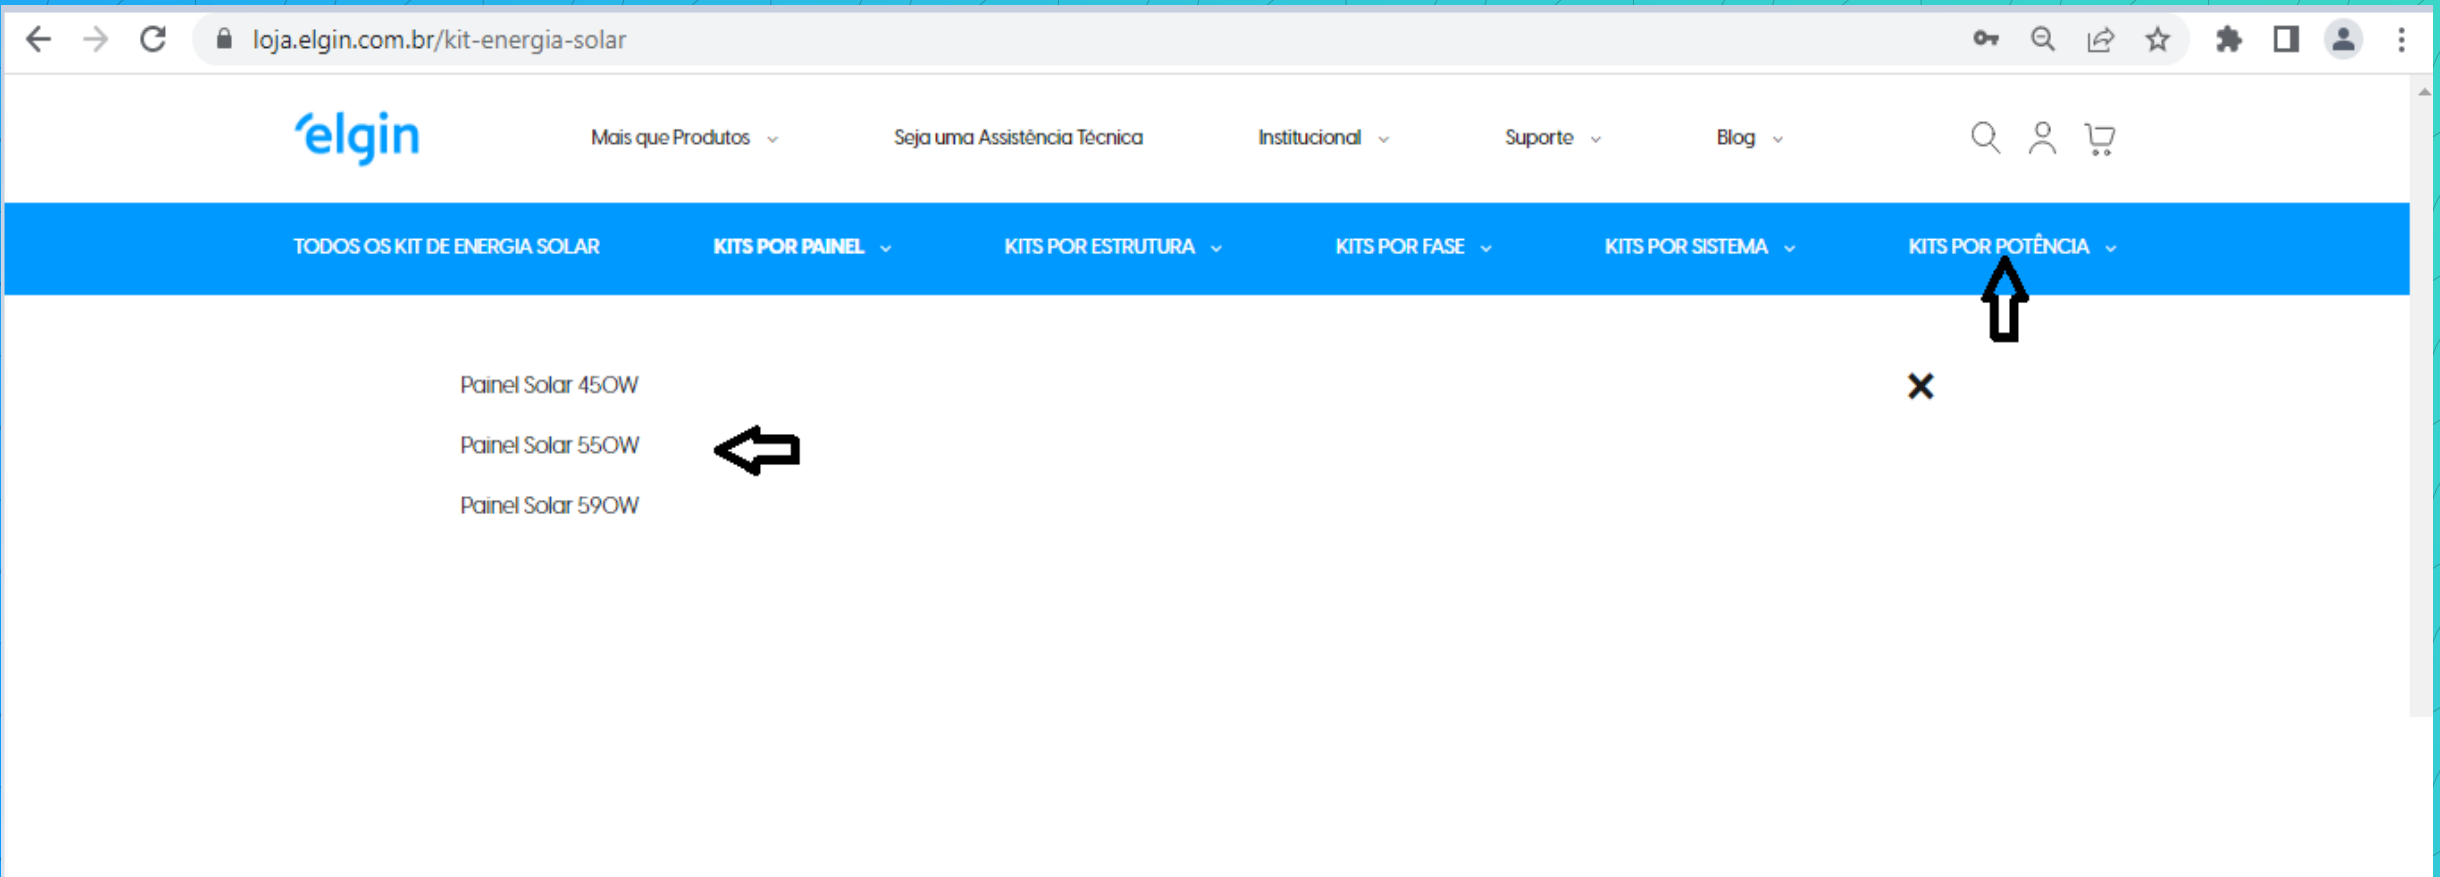 loja.elgin.com.br/kit-energia-solar
elgin
Mais que Produtos
Seja uma Assistência Técnica
Institucional
Suporte
Blog
TODOS OS KIT DE ENERGIA SOLAR
KITS POR PAINEL
KITS POR ESTRUTURA
KITS POR FASE
KITS POR SISTEMA
KITS POR POTÊNCIA
Painel Solar 450W
Painel Solar 550W
Painel Solar 590W